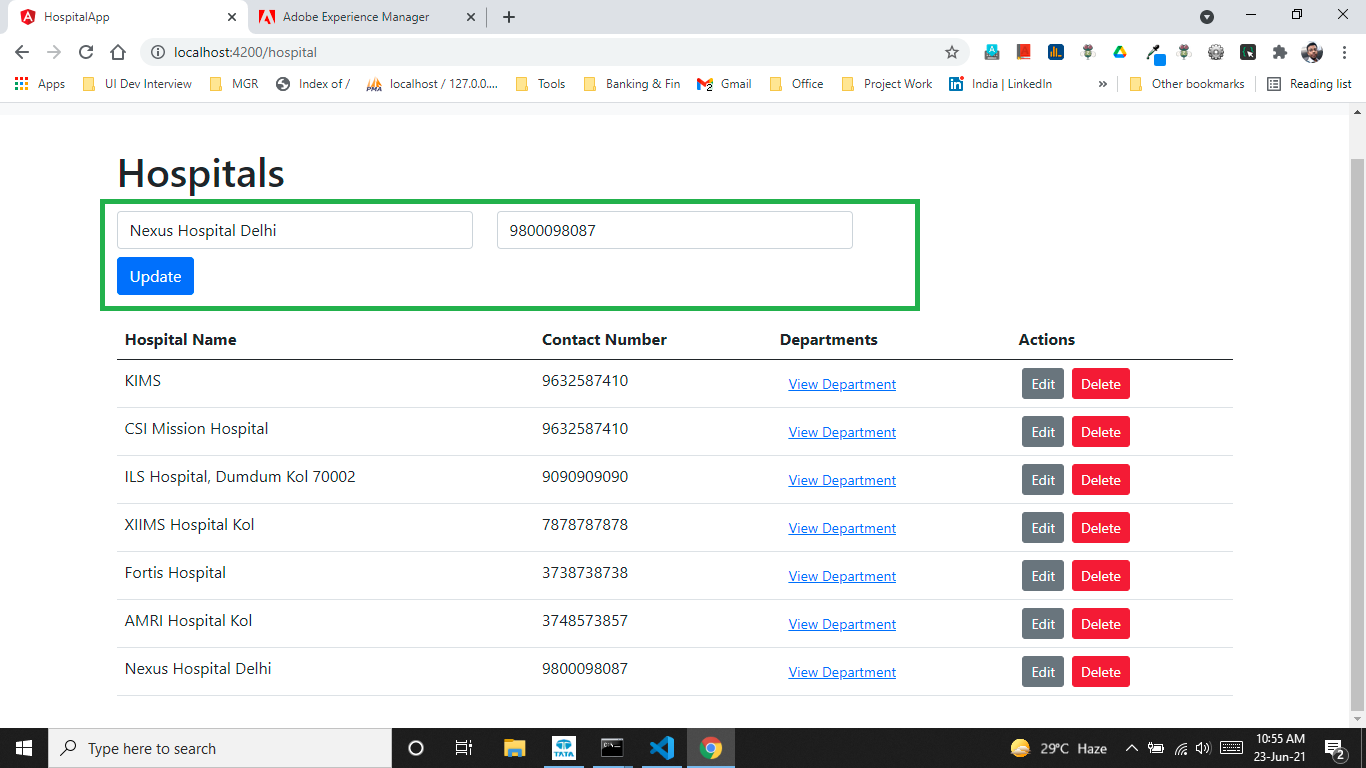 HospitalApp
Adobe Experience Manager
localhost:4200/hospital
Apps UI Dev Interview MGR Index of / localhost / 127.0.0.... Tools Banking & Fin Gmail Office Project Work India | LinkedIn » Other bookmarks Reading list
Hospitals
Nexus Hospital Delhi 9800098087
Update
Hospital Name Contact Number Departments Actions
KIMS 9632587410 View Department Edit Delete
CSI Mission Hospital 9632587410 View Department Edit Delete
ILS Hospital, Dumdum Kol 70002 9090909090 View Department Edit Delete
XIIMS Hospital Kol 7878787878 View Department Edit Delete
Fortis Hospital 3738738738 View Department Edit Delete
AMRI Hospital Kol 3748573857 View Department Edit Delete
Nexus Hospital Delhi 9800098087 View Department Edit Delete
Type here to search
TATA
29°C Haze
10:55 AM
23-Jun-21
2